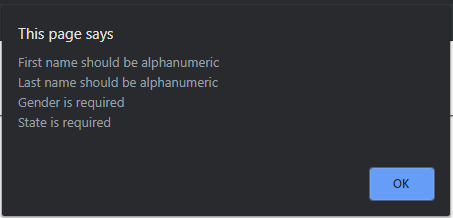 This page says
First name should be alphanumeric
Last name should be alphanumeric
Gender is required
State is required
OK